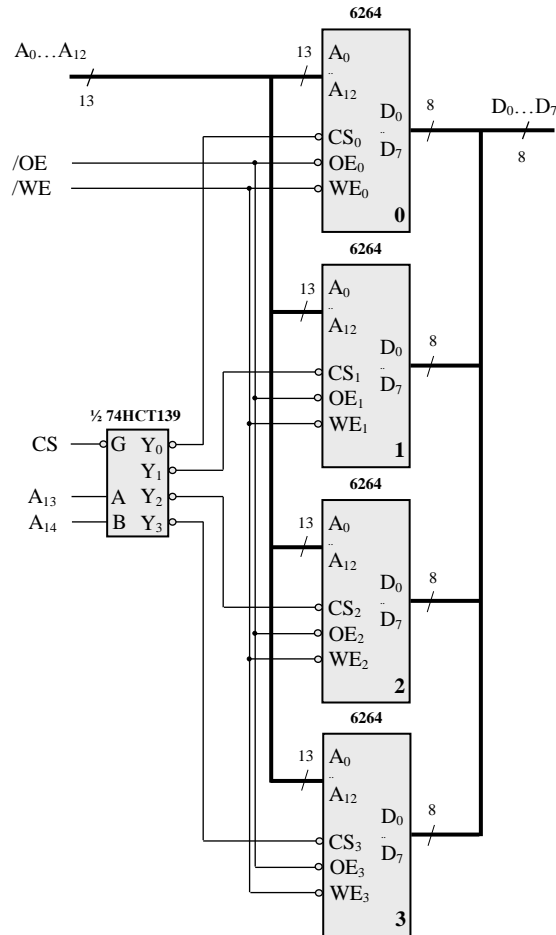 6264
A₀…A₁₂
13
13
A₀
..
A₁₂
D₀
..
D₇
8
D₀…D₇
8
CS₀
/OE
OE₀
/WE
WE₀
0
6264
13
A₀
..
A₁₂
D₀
..
D₇
8
CS₁
OE₁
WE₁
1
½ 74HCT139
CS
G
Y₀
Y₁
A₁₃
A
Y₂
A₁₄
B
Y₃
6264
13
A₀
..
A₁₂
D₀
..
D₇
8
CS₂
OE₂
WE₂
2
6264
13
A₀
..
A₁₂
D₀
..
D₇
8
CS₃
OE₃
WE₃
3